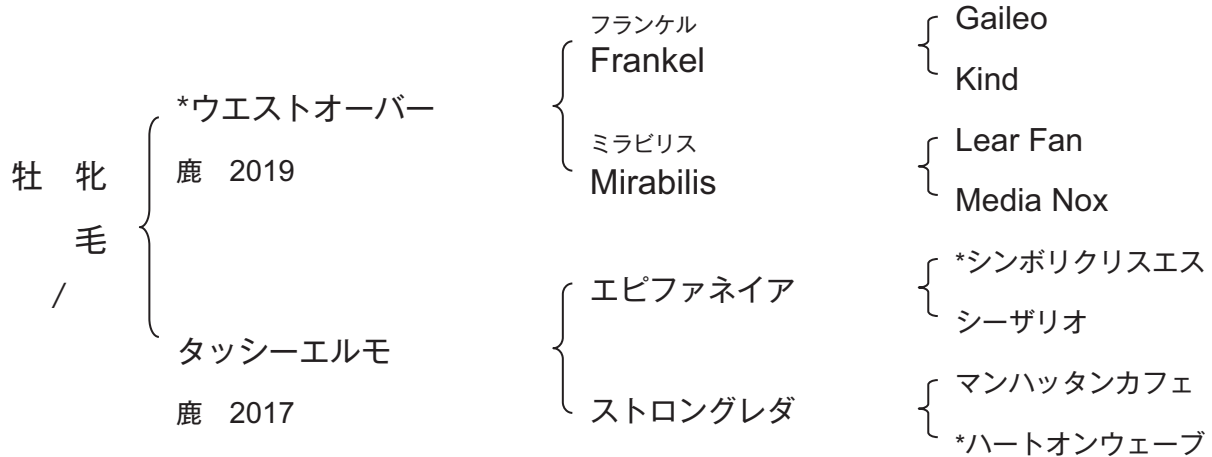 牡 牝
毛
/
*ウエストオーバー
鹿 2019
タッシーエルモ
鹿 2017
フランケル
Frankel
ミラビリス
Mirabilis
エピファネイア
ストロングレダ
Gaileo
Kind
Lear Fan
Media Nox
*シンボリクリスエス
シーザリオ
マンハッタンカフェ
*ハートオンウェーブ